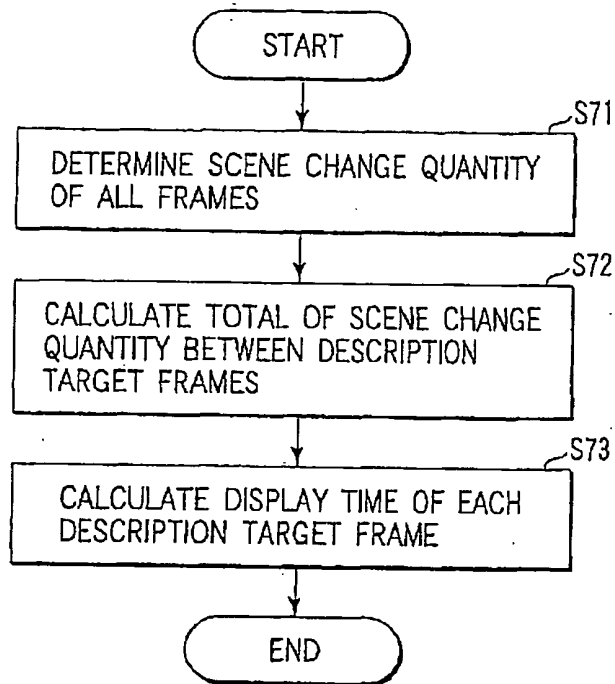 START
S71
DETERMINE SCENE CHANGE QUANTITY
OF ALL FRAMES
S72
CALCULATE TOTAL OF SCENE CHANGE
QUANTITY BETWEEN DESCRIPTION
TARGET FRAMES
S73
CALCULATE DISPLAY TIME OF EACH
DESCRIPTION TARGET FRAME
END